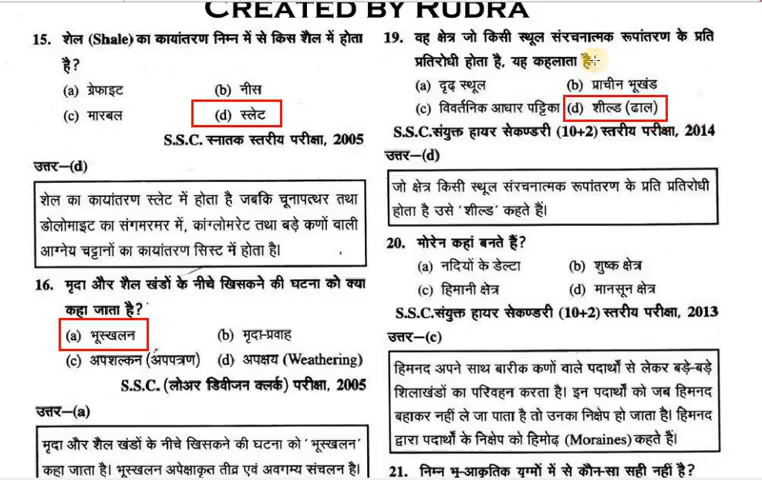 CREATED BY RUDRA
15. शेल (Shale) का कायांतरण निम्न में से किस शैल में होता
है?
(a) ग्रेफाइट (b) नीस
(c) मारबल (d) स्लेट
S.S.C. स्नातक स्तरीय परीक्षा, 2005
उत्तर—(d)
शेल का कायांतरण स्लेट में होता है जबकि चूनापत्थर तथा
डोलोमाइट का संगमरमर में, कांग्लोमरेट तथा बड़े कणों वाली
आग्नेय चट्टानों का कायांतरण सिस्ट में होता है।
16. मृदा और शैल खंडों के नीचे खिसकने की घटना को क्या
कहा जाता है?
(a) भूस्खलन (b) मृदा-प्रवाह
(c) अपशल्कन (अपपत्रण) (d) अपक्षय (Weathering)
S.S.C. (लोअर डिवीजन क्लर्क) परीक्षा, 2005
उत्तर—(a)
मृदा और शैल खंडों के नीचे खिसकने की घटना को 'भूस्खलन'
कहा जाता है। भूस्खलन अपेक्षाकृत तीव्र एवं अवगम्य संचलन है।
19. वह क्षेत्र जो किसी स्थूल संरचनात्मक रूपांतरण के प्रति
प्रतिरोधी होता है, यह कहलाता है-
(a) दृढ़ स्थूल (b) प्राचीन भूखंड
(c) विवर्तनिक आधार पट्टिका (d) शील्ड (ढाल)
S.S.C.संयुक्त हायर सेकण्डरी (10+2) स्तरीय परीक्षा, 2014
उत्तर—(d)
जो क्षेत्र किसी स्थूल संरचनात्मक रूपांतरण के प्रति प्रतिरोधी
होता है उसे 'शील्ड' कहते हैं।
20. मोरेन कहां बनते हैं?
(a) नदियों के डेल्टा (b) शुष्क क्षेत्र
(c) हिमानी क्षेत्र (d) मानसून क्षेत्र
S.S.C.संयुक्त हायर सेकण्डरी (10+2) स्तरीय परीक्षा, 2013
उत्तर—(c)
हिमनद अपने साथ बारीक कणों वाले पदार्थों से लेकर बड़े-बड़े
शिलाखंडों का परिवहन करता है। इन पदार्थों को जब हिमनद
बहाकर नहीं ले जा पाता है तो उनका निक्षेप हो जाता है। हिमनद
द्वारा पदार्थों के निक्षेप को हिमोढ़ (Moraines) कहते हैं।
21. निम्न भू-आकृतिक युग्मों में से कौन-सा सही नहीं है?